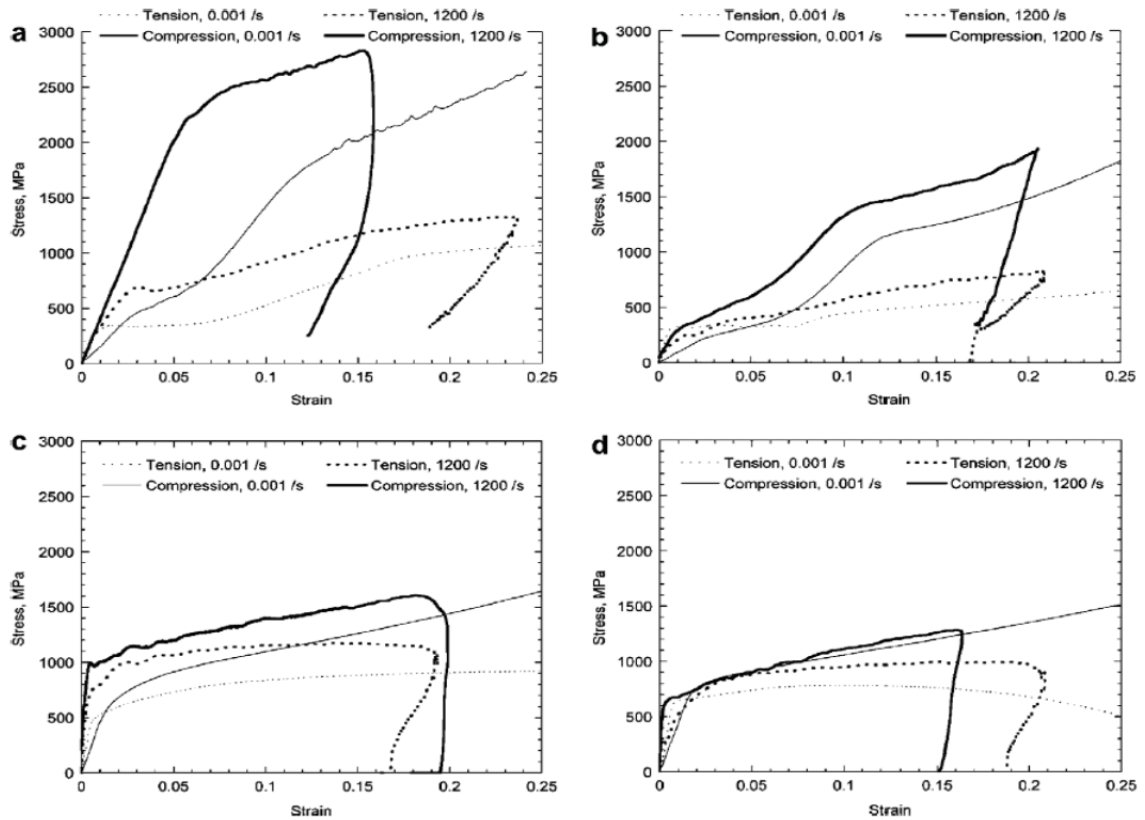 Tension, 0.001 /s Tension, 1200 /s
Compression, 0.001 /s Compression, 1200 /s
a
3000
2500
2000
1500
1000
500
0
Stress, MPa
0 0.05 0.1 0.15 0.2 0.25
Strain
Tension, 0.001 /s Tension, 1200 /s
Compression, 0.001 /s Compression, 1200 /s
b
3000
2500
2000
1500
1000
500
0
Stress, MPa
0 0.05 0.1 0.15 0.2 0.25
Strain
c
Tension, 0.001 /s Tension, 1200 /s
Compression, 0.001 /s Compression, 1200 /s
3000
2500
2000
1500
1000
500
0
Stress, MPa
0 0.05 0.1 0.15 0.2 0.25
Strain
d
Tension, 0.001 /s Tension, 1200 /s
Compression, 0.001 /s Compression, 1200 /s
3000
2500
2000
1500
1000
500
0
Stress, MPa
0 0.05 0.1 0.15 0.2 0.25
Strain